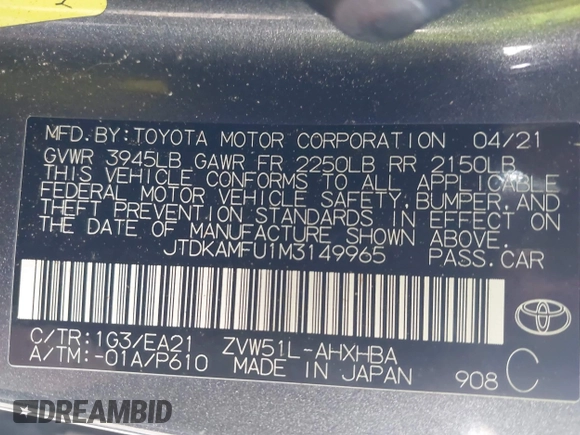 MFD.BY:TOYOTA MOTOR CORPORATION 04/21
GVWR 3945LB GAWR FR 2250LB RR 2150LB
THIS VEHICLE CONFORMS TO ALL APPLICABLE
FEDERAL MOTOR VEHICLE SAFETY,BUMPER,AND
THEFT PREVENTION STANDARDS IN EFFECT ON
THE DATE OF MANUFACTURE SHOWN ABOVE.
JTDKAMFU1M3149965 PASS.CAR
C/TR:1G3/EA21 ZVW51L-AHXHBA
A/TM:-01A/P610 MADE IN JAPAN
908 C
TOYOTA
DREAMBID